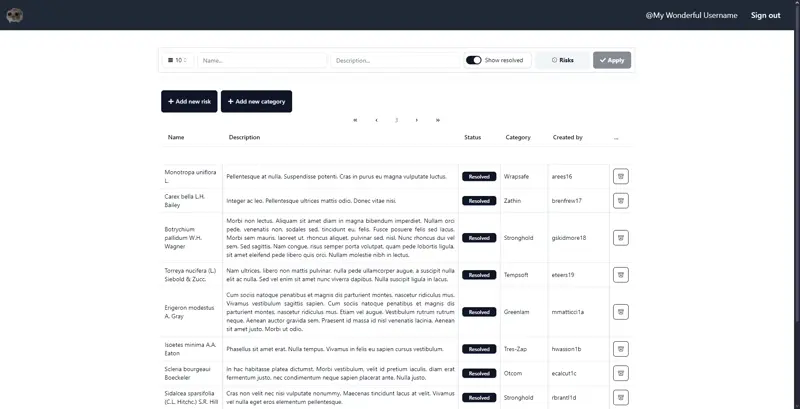 @My Wonderful Username Sign out
10 Name... Description... Show resolved Risks Apply
Add new risk Add new category
« ‹ 3 › »
Name Description Status Category Created by ...
Monotropa uniflora
L.
Pellentesque at nulla. Suspendisse potenti. Cras in purus eu magna vulputate luctus.
Resolved Wrapsafe arees16
Carex bella L.H.
Bailey
Integer ac leo. Pellentesque ultrices mattis odio. Donec vitae nisi.
Resolved Zathin brenfrew17
Botrychium
pallidum W.H.
Wagner
Morbi non lectus. Aliquam sit amet diam in magna bibendum imperdiet. Nullam orci
pede, venenatis non, sodales sed, tincidunt eu, felis. Fusce posuere felis sed lacus.
Morbi sem mauris, laoreet ut, rhoncus aliquet, pulvinar sed, nisl. Nunc rhoncus dui vel
sem. Sed sagittis. Nam congue, risus semper porta volutpat, quam pede lobortis ligula,
sit amet eleifend pede libero quis orci. Nullam molestie nibh in lectus.
Resolved Stronghold gskidmore18
Torreya nucifera (L.)
Siebold & Zucc.
Nam ultrices, libero non mattis pulvinar, nulla pede ullamcorper augue, a suscipit nulla
elit ac nulla. Sed vel enim sit amet nunc viverra dapibus. Nulla suscipit ligula in lacus.
Resolved Tempsoft eteers19
Erigeron modestus
A. Gray
Cum sociis natoque penatibus et magnis dis parturient montes, nascetur ridiculus mus.
Vivamus vestibulum sagittis sapien. Cum sociis natoque penatibus et magnis dis
parturient montes, nascetur ridiculus mus. Etiam vel augue. Vestibulum rutrum rutrum
neque. Aenean auctor gravida sem. Praesent id massa id nisl venenatis lacinia. Aenean
sit amet justo. Morbi ut odio.
Resolved Greenlam mmatticci1a
Isoetes minima A.A.
Eaton
Phasellus sit amet erat. Nulla tempus. Vivamus in felis eu sapien cursus vestibulum.
Resolved Tres-Zap hwasson1b
Scleria bourgeaui
Boeckeler
In hac habitasse platea dictumst. Morbi vestibulum, velit id pretium iaculis, diam erat
fermentum justo, nec condimentum neque sapien placerat ante. Nulla justo.
Resolved Otcom ecalout1c
Sidalcea sparsifolia
(C.L. Hitchc.) S.R. Hill
Cras non velit nec nisi vulputate nonummy. Maecenas tincidunt lacus at velit. Vivamus
vel nulla eget eros elementum pellentesque.
Resolved Stronghold rbrantl1d